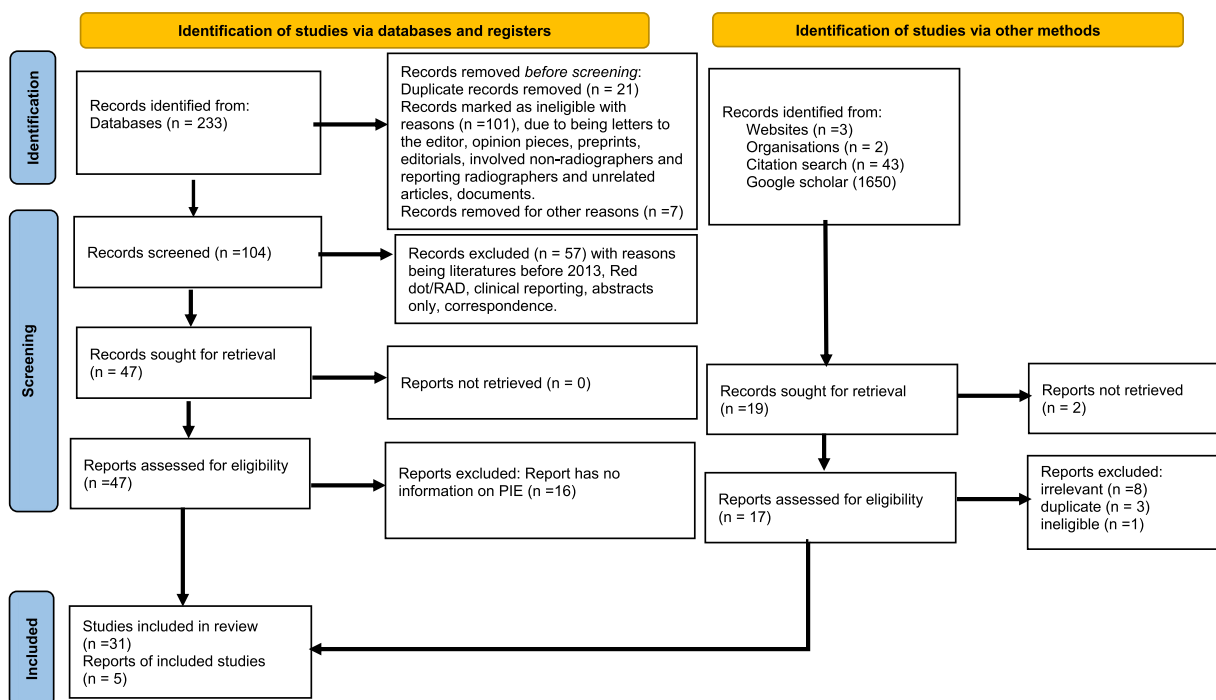 Identification of studies via databases and registers
Identification of studies via other methods
Identification
Records identified from:
Databases (n = 233)
Records removed before screening:
Duplicate records removed (n = 21)
Records marked as ineligible with
reasons (n =101), due to being letters to
the editor, opinion pieces, preprints,
editorials, involved non-radiographers and
reporting radiographers and unrelated
articles, documents.
Records removed for other reasons (n =7)
Records identified from:
Websites (n =3)
Organisations (n = 2)
Citation search (n = 43)
Google scholar (1650)
Screening
Records screened (n =104)
Records excluded (n = 57) with reasons
being literatures before 2013, Red
dot/RAD, clinical reporting, abstracts
only, correspondence.
Records sought for retrieval
(n = 47)
Reports not retrieved (n = 0)
Records sought for retrieval
(n =19)
Reports not retrieved
(n = 2)
Reports assessed for eligibility
(n =47)
Reports excluded: Report has no
information on PIE (n =16)
Reports assessed for eligibility
(n = 17)
Reports excluded:
irrelevant (n =8)
duplicate (n = 3)
ineligible (n =1)
Included
Studies included in review
(n =31)
Reports of included studies
(n = 5)